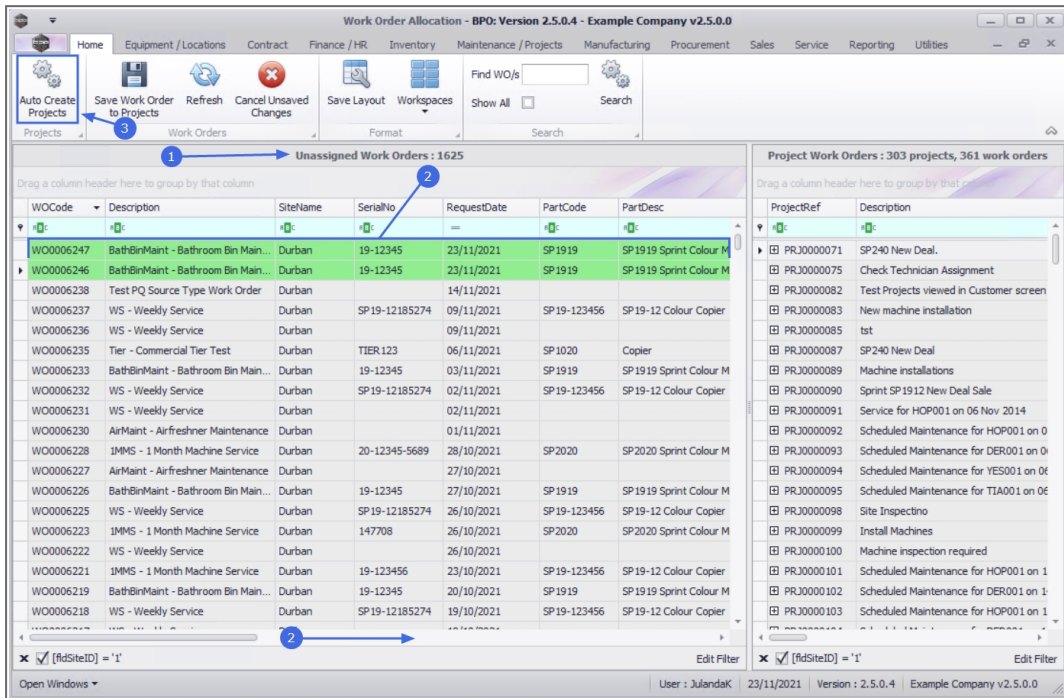 Work Order Allocation - BPO: Version 2.5.0.4 - Example Company v2.5.0.0
Home Equipment / Locations Contract Finance / HR Inventory Maintenance / Projects Manufacturing Procurement Sales Service Reporting Utilities
Auto Create Projects
Save Work Order to Projects
Refresh
Cancel Unsaved Changes
Save Layout
Workspaces
Find WO/s
Show All
Search
3
Projects Work Orders Format Search
1
Unassigned Work Orders : 1625
Project Work Orders : 303 projects, 361 work orders
2
Drag a column header here to group by that column
Drag a column header here to group by that
WOCode Description SiteName SerialNo RequestDate PartCode PartDesc ProjectRef Description
WO0006247 BathBinMaint - Bathroom Bin Main... Durban 19-12345 23/11/2021 SP1919 SP1919 Sprint Colour M PRJ0000071 SP240 New Deal.
WO0006246 BathBinMaint - Bathroom Bin Main... Durban 19-12345 23/11/2021 SP1919 SP1919 Sprint Colour M PRJ0000075 Check Technician Assignment
WO0006238 Test PQ Source Type Work Order Durban 14/11/2021 PRJ0000082 Test Projects viewed in Customer screen
WO0006237 WS - Weekly Service Durban SP19-12185274 09/11/2021 SP19-123456 SP19-12 Colour Copier PRJ0000083 New machine installation
WO0006236 WS - Weekly Service Durban 09/11/2021 PRJ0000085 tst
WO0006235 Tier - Commercial Tier Test Durban TIER123 06/11/2021 SP1020 Copier PRJ0000087 SP240 New Deal
WO0006233 BathBinMaint - Bathroom Bin Main... Durban 19-12345 03/11/2021 SP1919 SP1919 Sprint Colour M PRJ0000089 Machine installations
WO0006232 WS - Weekly Service Durban SP19-12185274 02/11/2021 SP19-123456 SP19-12 Colour Copier PRJ0000090 Sprint SP1912 New Deal Sale
WO0006231 WS - Weekly Service Durban 02/11/2021 PRJ0000091 Service for HOP001 on 06 Nov 2014
WO0006230 AirMaint - Airfreshner Maintenance Durban 01/11/2021 PRJ0000092 Scheduled Maintenance for HOP001 on 0
WO0006228 1MMS - 1 Month Machine Service Durban 20-12345-5689 28/10/2021 SP2020 SP2020 Sprint Colour M PRJ0000093 Scheduled Maintenance for DER001 on 0
WO0006227 AirMaint - Airfreshner Maintenance Durban 27/10/2021 PRJ0000094 Scheduled Maintenance for YES001 on 06
WO0006226 BathBinMaint - Bathroom Bin Main... Durban 19-12345 27/10/2021 SP1919 SP1919 Sprint Colour M PRJ0000095 Scheduled Maintenance for TIA001 on 06
WO0006225 WS - Weekly Service Durban SP19-12185274 26/10/2021 SP19-123456 SP19-12 Colour Copier PRJ0000098 Site Inspectino
WO0006223 1MMS - 1 Month Machine Service Durban 147708 26/10/2021 SP2020 SP2020 Sprint Colour M PRJ0000099 Install Machines
WO0006222 WS - Weekly Service Durban 26/10/2021 PRJ0000100 Machine inspection required
WO0006221 1MMS - 1 Month Machine Service Durban 19-123456 23/10/2021 SP19-123456 SP19-12 Colour Copier PRJ0000101 Scheduled Maintenance for HOP001 on 1
WO0006219 BathBinMaint - Bathroom Bin Main... Durban 19-12345 20/10/2021 SP1919 SP1919 Sprint Colour M PRJ0000102 Scheduled Maintenance for DER001 on 1
WO0006218 WS - Weekly Service Durban SP19-12185274 19/10/2021 SP19-123456 SP19-12 Colour Copier PRJ0000103 Scheduled Maintenance for HOP001 on 1
2
[fldSiteID] = '1' Edit Filter [fldSiteID] = '1' Edit Filter
Open Windows User : JulandaK 23/11/2021 Version : 2.5.0.4 Example Company v2.5.0.0